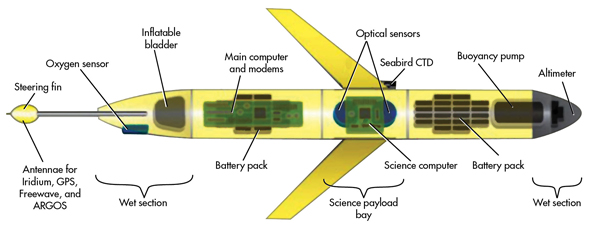 Inflatable
bladder
Optical sensors
Oxygen sensor
Main computer
and modems
Seabird CTD
Buoyancy pump
Altimeter
Steering fin
Antennae for
Iridium, GPS,
Freewave, and
ARGOS
Battery pack
Science computer
Battery pack
Wet section
Science payload
bay
Wet section